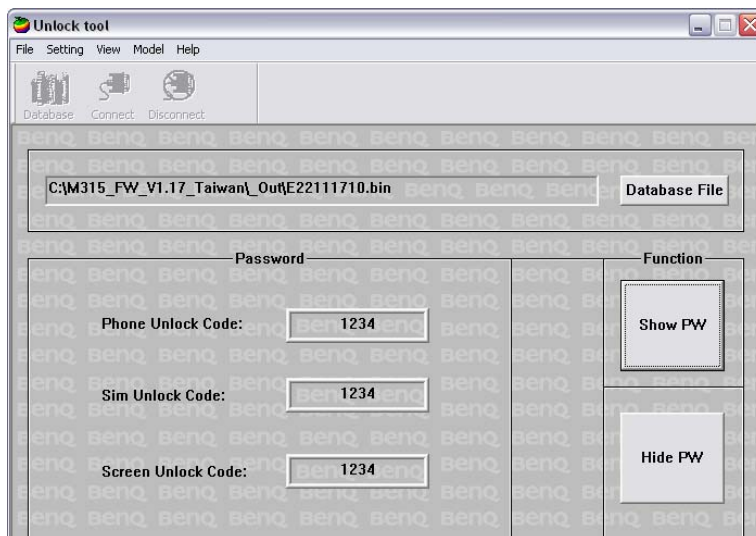 Unlock tool
File Setting View Model Help
Database Connect Disconnect
C:\M315_FW_V1.17_Taiwan\_Out\E22111710.bin
Database File
Password
Function
Phone Unlock Code: 1234
Show PW
Sim Unlock Code: 1234
Hide PW
Screen Unlock Code: 1234
BenQ